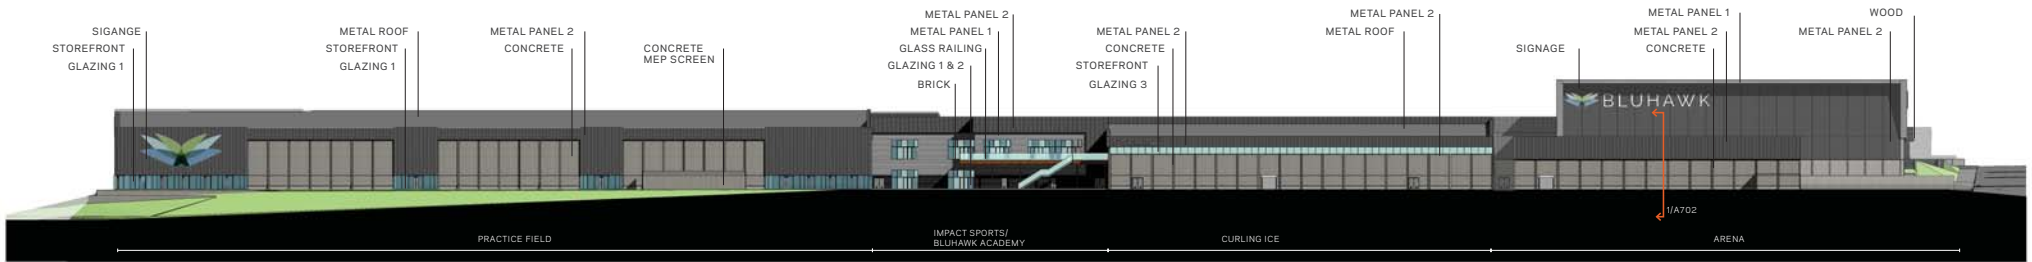 SIGANGE
STOREFRONT
GLAZING 1
METAL ROOF
STOREFRONT
GLAZING 1
METAL PANEL 2
CONCRETE
CONCRETE
MEP SCREEN
METAL PANEL 2
METAL PANEL 1
GLASS RAILING
GLAZING 1 & 2
BRICK
METAL PANEL 2
CONCRETE
STOREFRONT
GLAZING 3
METAL PANEL 2
METAL ROOF
SIGNAGE
METAL PANEL 1
METAL PANEL 2
CONCRETE
WOOD
METAL PANEL 2
BLUHAWK
1/A702
PRACTICE FIELD
IMPACT SPORTS/
BLUHAWK ACADEMY
CURLING ICE
ARENA